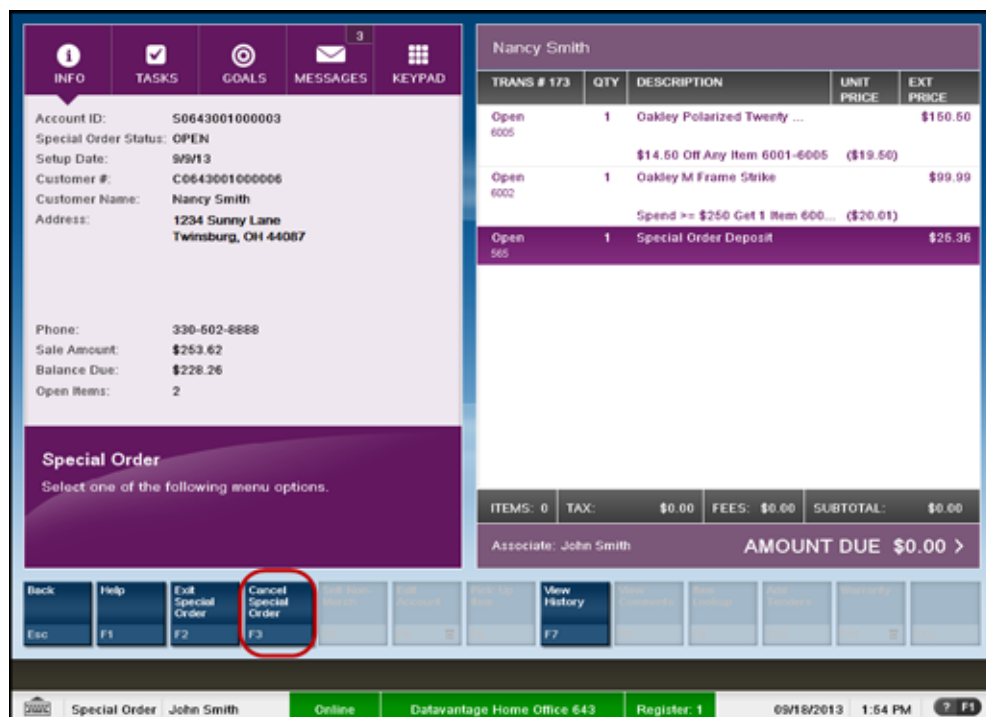 3
INFO TASKS GOALS MESSAGES KEYPAD
Account ID: S0643001000003
Special Order Status: OPEN
Setup Date: 9/9/13
Customer #: C0643001000006
Customer Name: Nancy Smith
Address: 1234 Sunny Lane
Twinsburg, OH 44087
Phone: 330-502-8888
Sale Amount: $253.62
Balance Due: $228.26
Open Items: 2
Special Order
Select one of the following menu options.
Nancy Smith
TRANS # 173 QTY DESCRIPTION UNIT PRICE EXT PRICE
Open 1 Oakley Polarized Twenty ... $150.50
6005
$14.50 Off Any Item 6001-6005 ($19.50)
Open 1 Oakley M Frame Strike $99.99
6002
Spend >= $250 Get 1 Item 600... ($20.01)
Open 1 Special Order Deposit $25.36
565
ITEMS: 0 TAX: $0.00 FEES: $0.00 SUBTOTAL: $0.00
Associate: John Smith AMOUNT DUE $0.00 >
Back Help Exit Special Order Cancel Special Order View History
Esc F1 F2 F3 F7
Special Order John Smith Online Datavantage Home Office 643 Register: 1 09/18/2013 1:54 PM ? F1